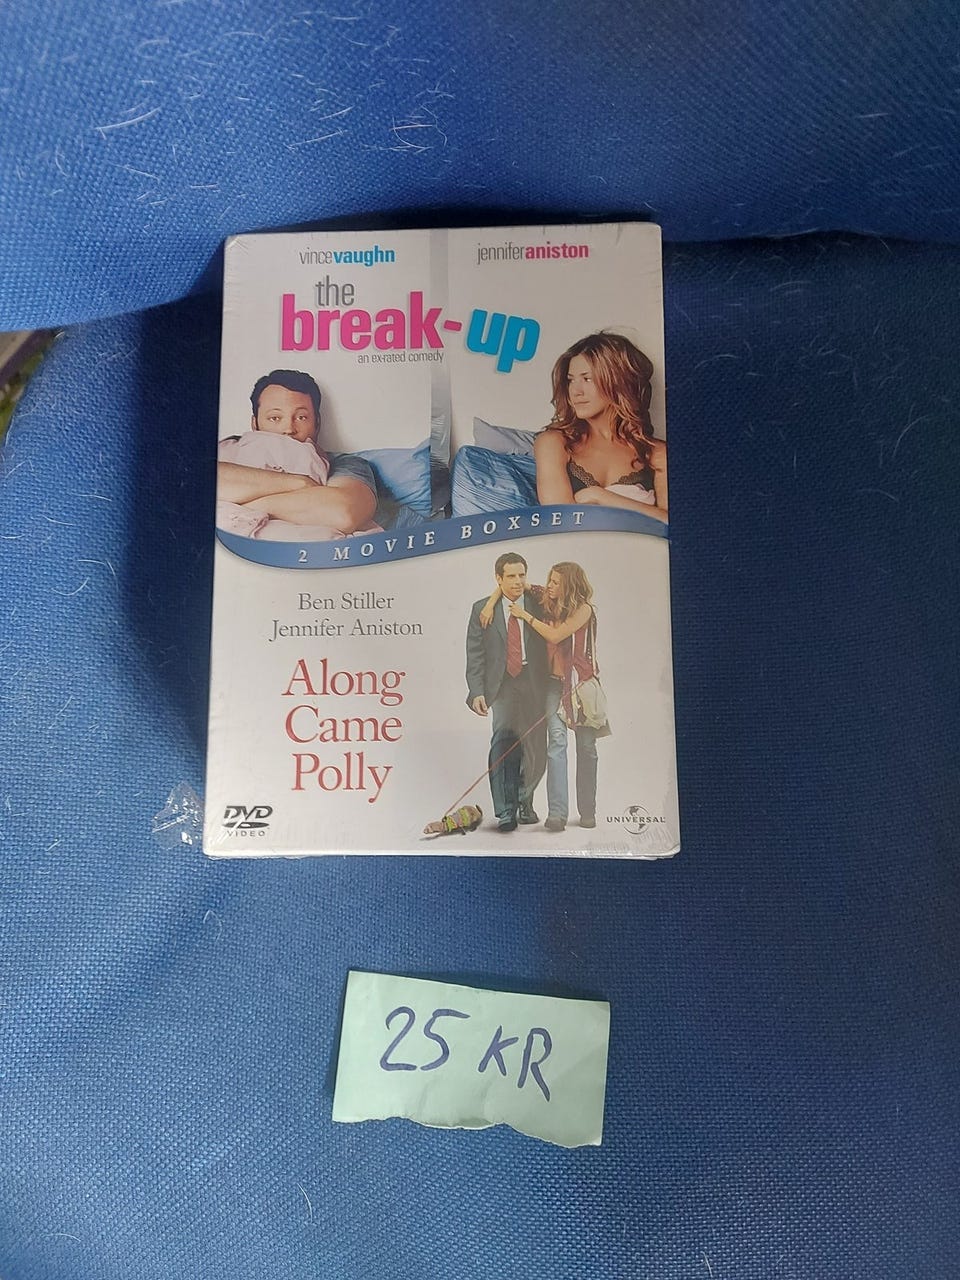 vincevaughn
jenniferaniston
the
break-up
an ex-rated comedy
2 MOVIE BOXSET
Ben Stiller
Jennifer Aniston
Along
Came
Polly
DVD
VIDEO
UNIVERSAL
25 KR